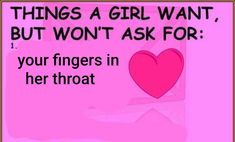 THINGS A GIRL WANT,
BUT WON'T ASK FOR:
1.
your fingers in
her throat